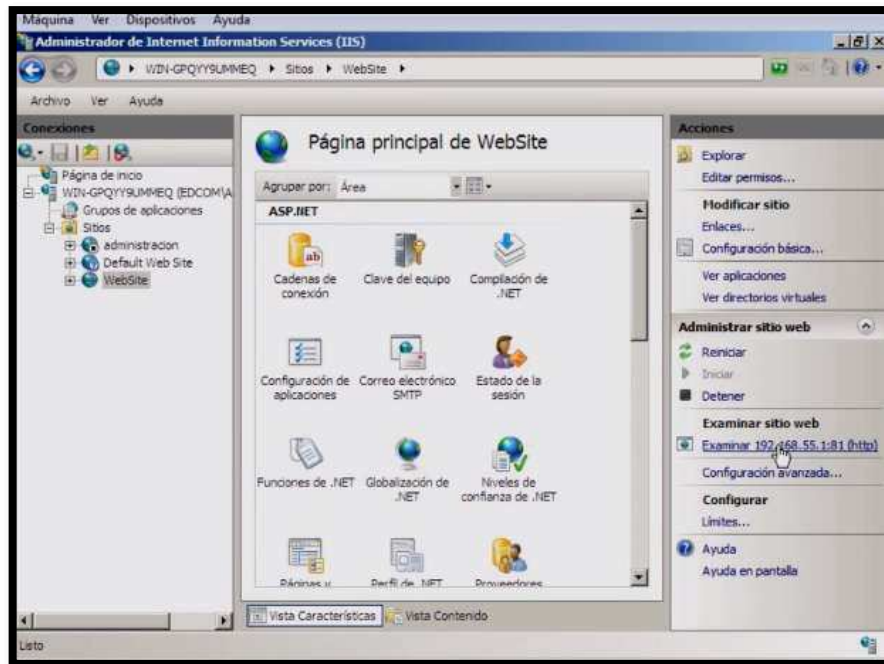 Máquina Ver Dispositivos Ayuda
Administrador de Internet Information Services (IIS)
WIN-GPQYY9UMMEQ Sitios WebSite
Archivo Ver Ayuda
Conexiones
Página de inicio
WIN-GPQYY9UMMEQ (EDCOM\A
Grupos de aplicaciones
Sitios
administracion
Default Web Site
WebSite
Página principal de WebSite
Agrupar por: Área
ASP.NET
Cadenas de conexión
Clave del equipo
Compilación de .NET
Configuración de aplicaciones
Correo electrónico SMTP
Estado de la sesión
Funciones de .NET
Globalización de .NET
Niveles de confianza de .NET
Páginas y
Perfil de .NET
Proveedores
Vista Características
Vista Contenido
Acciones
Explorar
Editar permisos...
Modificar sitio
Enlaces...
Configuración básica...
Ver aplicaciones
Ver directorios virtuales
Administrar sitio web
Reiniciar
Iniciar
Detener
Examinar sitio web
Examinar 192.168.55.1:81 (http)
Configuración avanzada...
Configurar
Límites...
Ayuda
Ayuda en pantalla
Listo